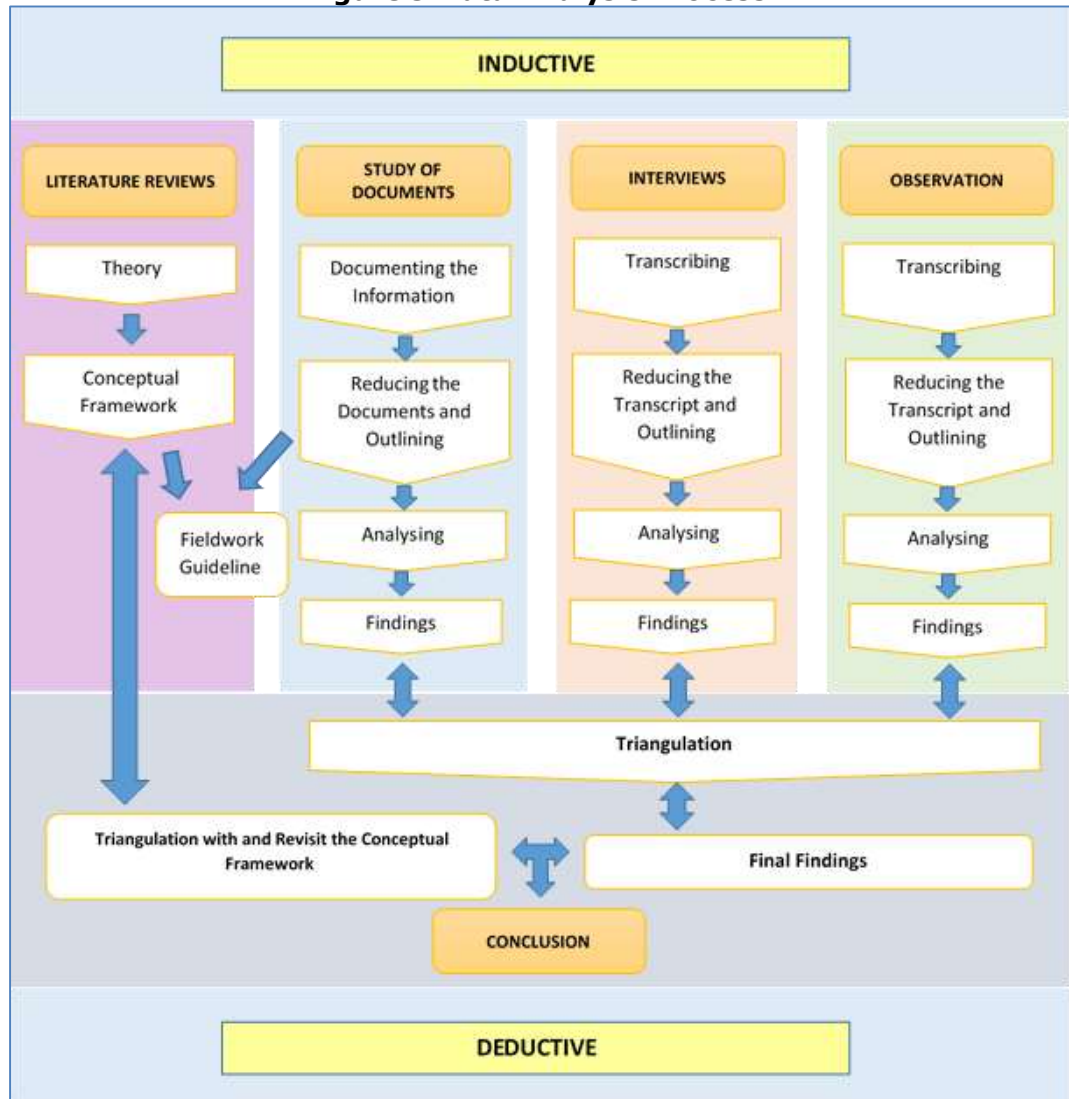 INDUCTIVE
LITERATURE REVIEWS
Theory
Conceptual
Framework
Fieldwork
Guideline
STUDY OF
DOCUMENTS
Documenting the
Information
Reducing the
Documents and
Outlining
Analysing
Findings
INTERVIEWS
Transcribing
Reducing the
Transcript and
Outlining
Analysing
Findings
OBSERVATION
Transcribing
Reducing the
Transcript and
Outlining
Analysing
Findings
Triangulation
Triangulation with and Revisit the Conceptual
Framework
Final Findings
CONCLUSION
DEDUCTIVE